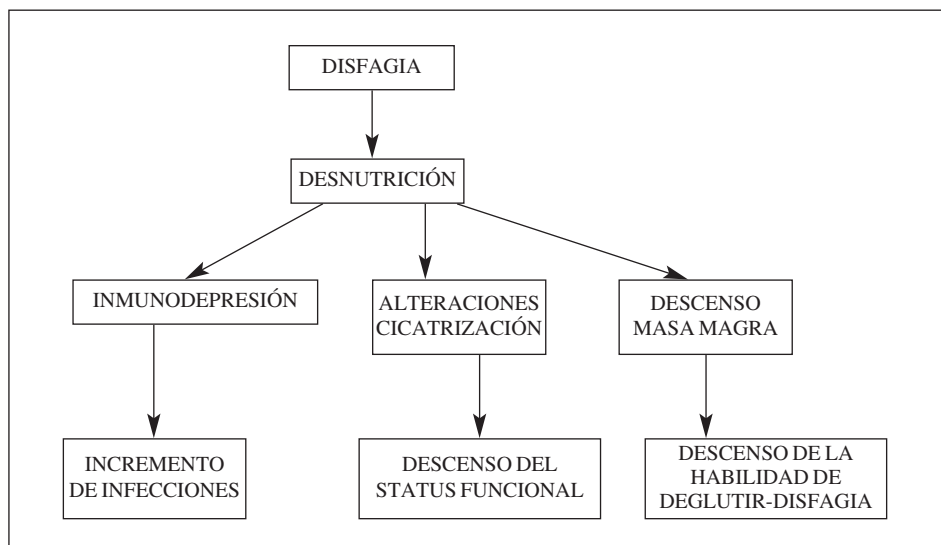 DISFAGIA
DESNUTRICIÓN
INMUNODEPRESIÓN
ALTERACIONES
CICATRIZACIÓN
DESCENSO
MASA MAGRA
INCREMENTO
DE INFECCIONES
DESCENSO DEL
STATUS FUNCIONAL
DESCENSO DE LA
HABILIDAD DE
DEGLUTIR-DISFAGIA